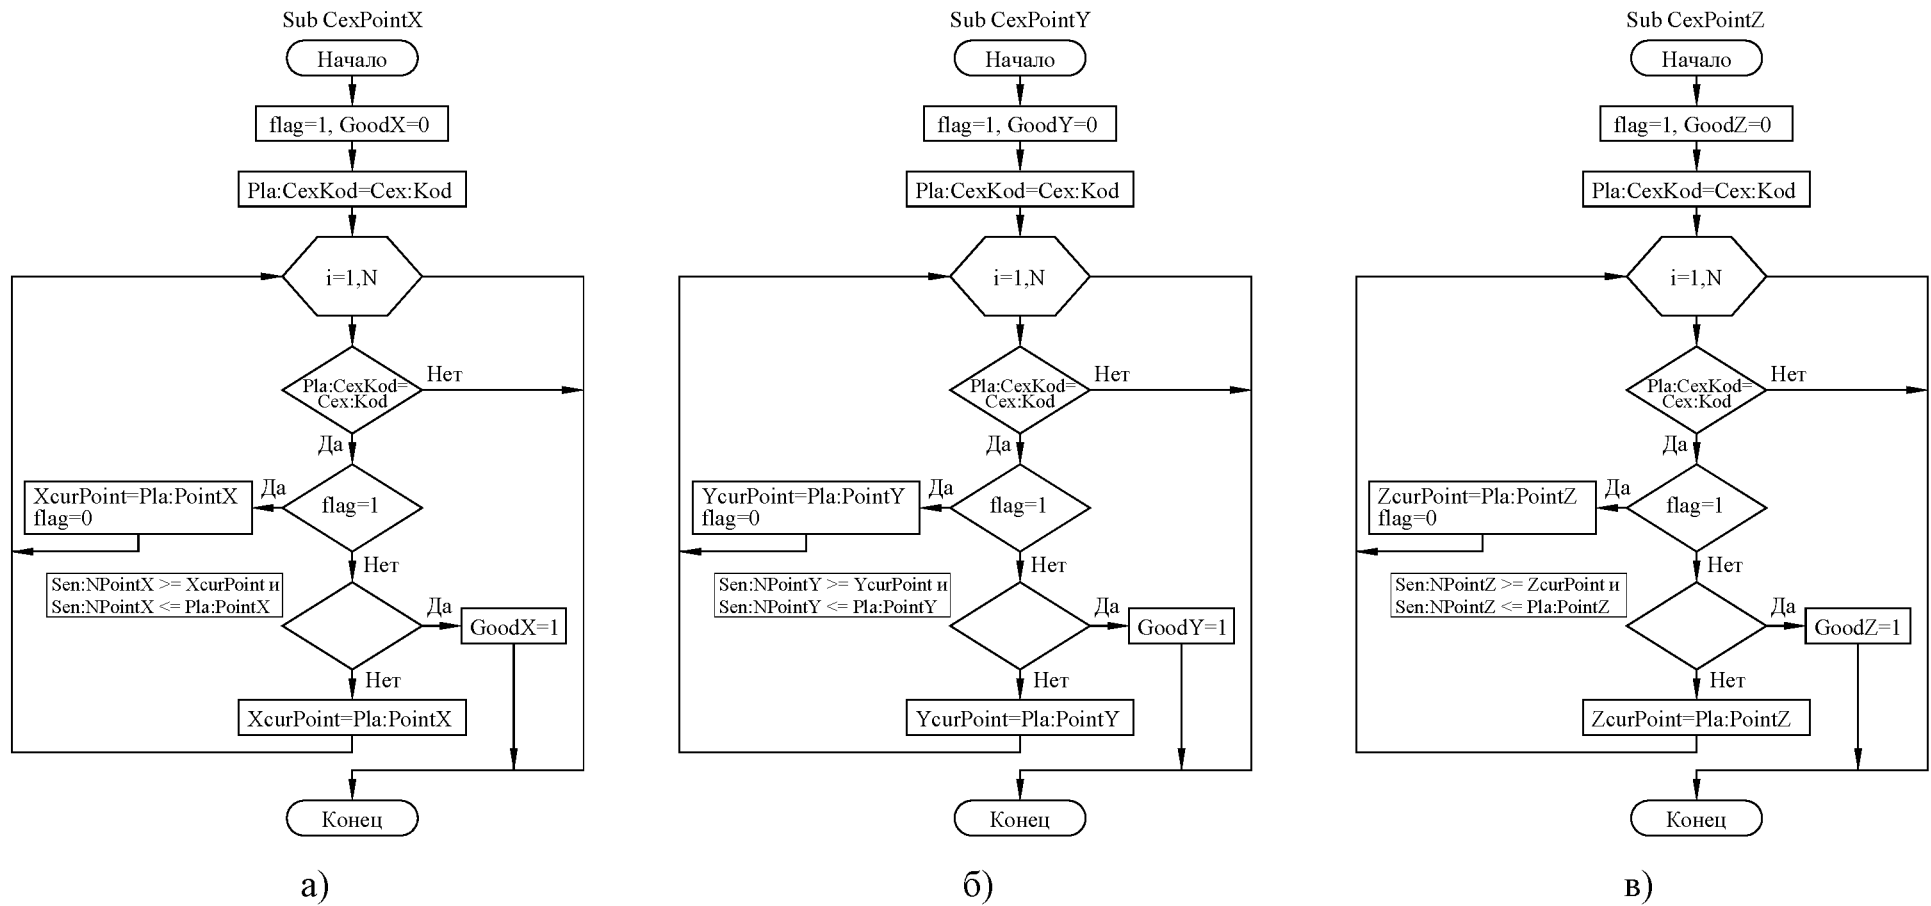 Sub CexPointX
Начало
flag=1, GoodX=0
Pla:CexKod=Cex:Kod
i=1,N
Pla:CexKod=
Cex:Kod
Нет
Да
flag=1
Да
XcurPoint=Pla:PointX
flag=0
Нет
Sen:NPointX >= XcurPoint и
Sen:NPointX <= Pla:PointX
Да
GoodX=1
Нет
XcurPoint=Pla:PointX
Конец
а)
Sub CexPointY
Начало
flag=1, GoodY=0
Pla:CexKod=Cex:Kod
i=1,N
Pla:CexKod=
Cex:Kod
Нет
Да
flag=1
Да
YcurPoint=Pla:PointY
flag=0
Нет
Sen:NPointY >= YcurPoint и
Sen:NPointY <= Pla:PointY
Да
GoodY=1
Нет
YcurPoint=Pla:PointY
Конец
б)
Sub CexPointZ
Начало
flag=1, GoodZ=0
Pla:CexKod=Cex:Kod
i=1,N
Pla:CexKod=
Cex:Kod
Нет
Да
flag=1
Да
ZcurPoint=Pla:PointZ
flag=0
Нет
Sen:NPointZ >= ZcurPoint и
Sen:NPointZ <= Pla:PointZ
Да
GoodZ=1
Нет
ZcurPoint=Pla:PointZ
Конец
в)